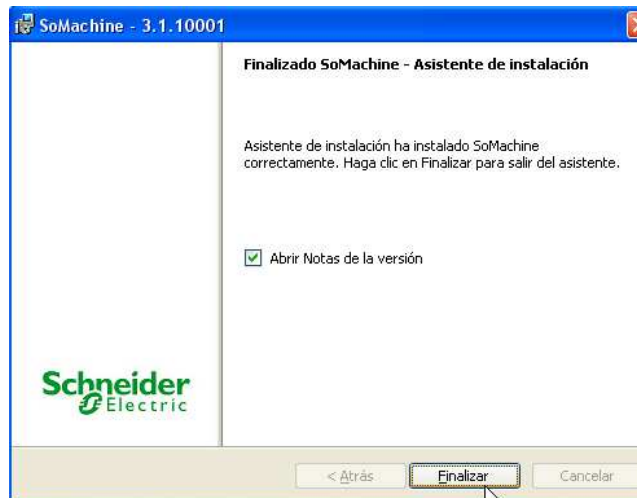 SoMachine - 3.1.10001
Finalizado SoMachine - Asistente de instalación
Asistente de instalación ha instalado SoMachine
correctamente. Haga clic en Finalizar para salir del asistente.
Abrir Notas de la versión
Schneider
Electric
< Atrás
Finalizar
Cancelar